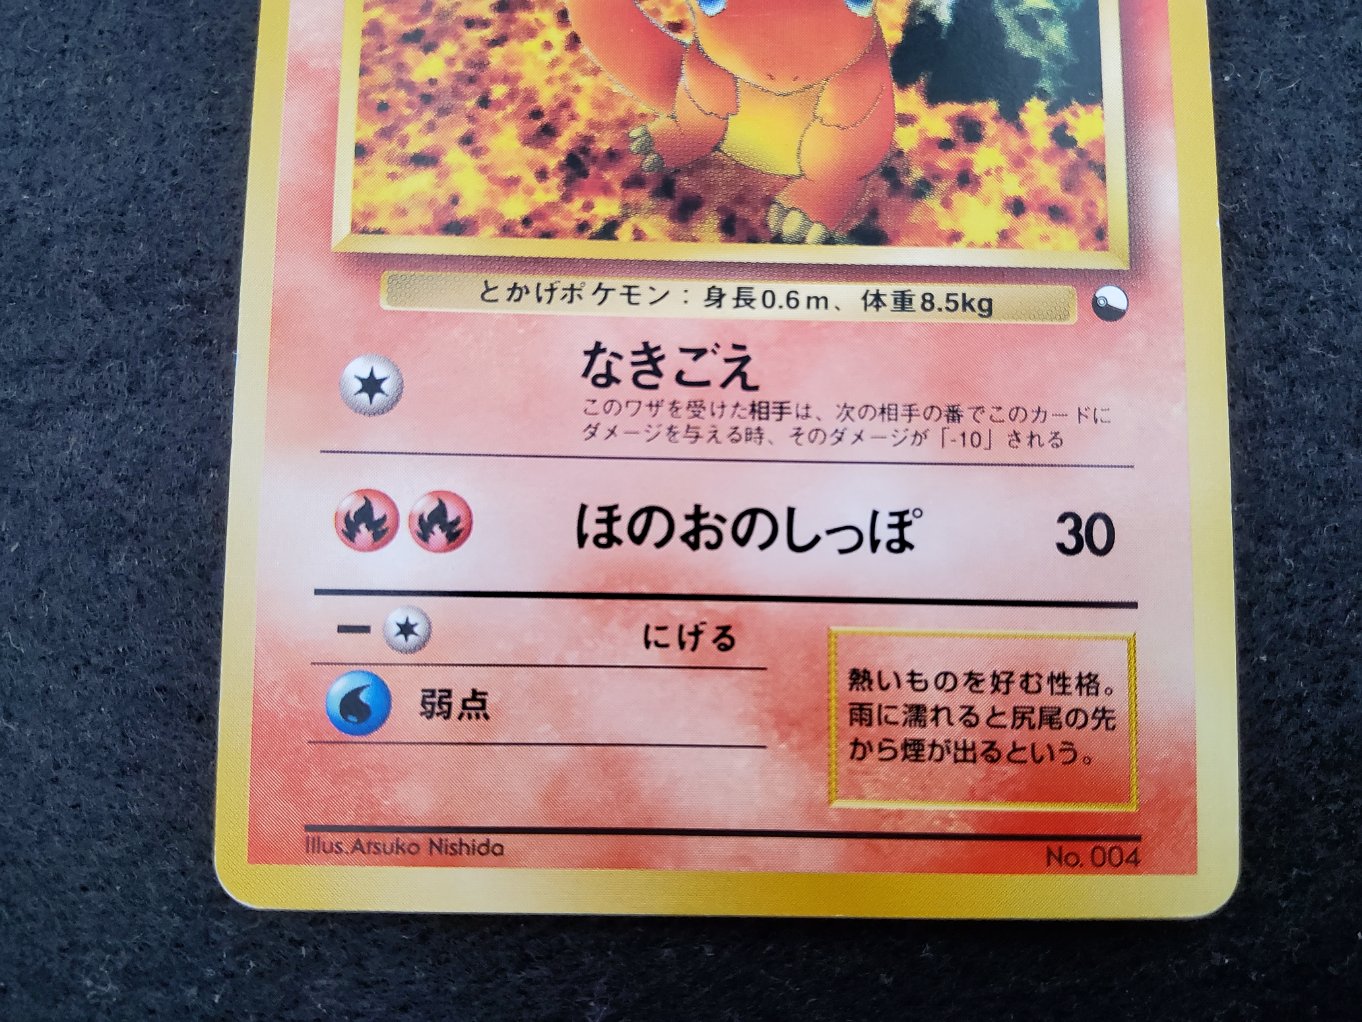 とかげポケモン：身長0.6m、体重8.5kg
なきごえ
このワザを受けた相手は、次の相手の番でこのカードに
ダメージを与える時、そのダメージが「-10」される
ほのおのしっぽ 30
ー にげる
弱点
熱いものを好む性格。
雨に濡れると尻尾の先
から煙が出るという。
Illus.Atsuko Nishida
No. 004